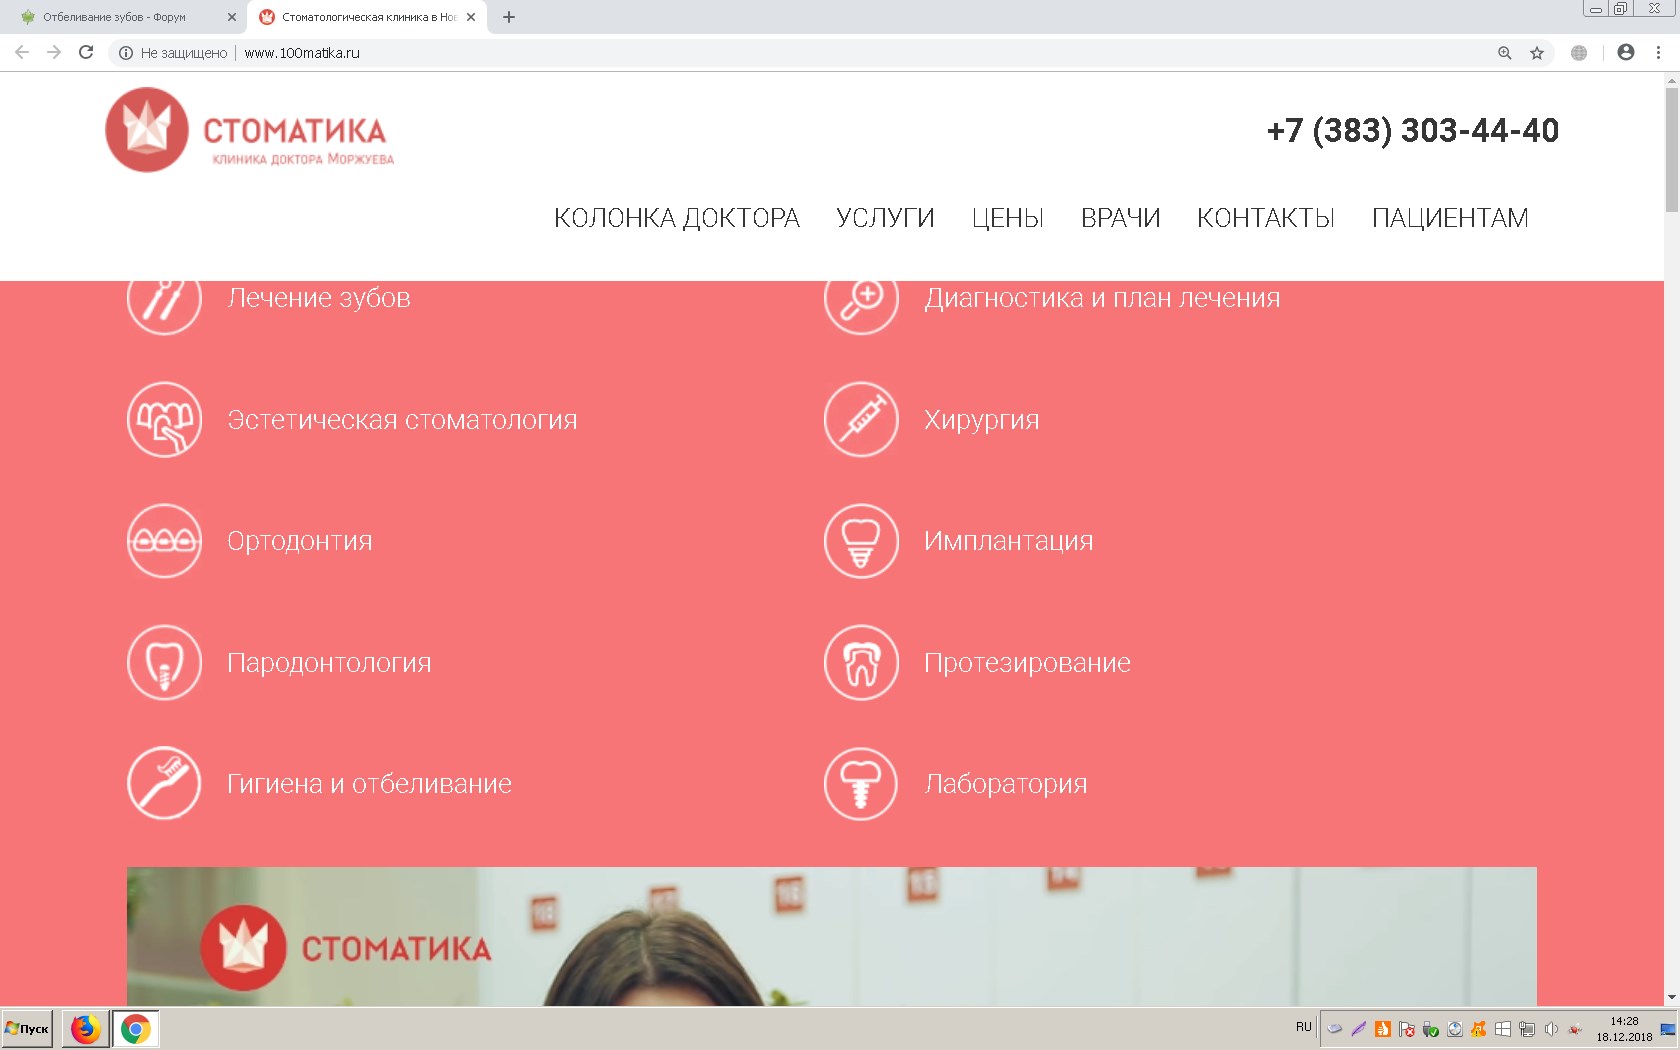 Отбеливание зубов - Форум
Стоматологическая клиника в Нов
Не защищено
www.100matika.ru
СТОМАТИКА
КЛИНИКА ДОКТОРА МОРЖУЕВА
+7 (383) 303-44-40
КОЛОНКА ДОКТОРА УСЛУГИ ЦЕНЫ ВРАЧИ КОНТАКТЫ ПАЦИЕНТАМ
Лечение зубов
Диагностика и план лечения
Эстетическая стоматология
Хирургия
Ортодонтия
Имплантация
Пародонтология
Протезирование
Гигиена и отбеливание
Лаборатория
СТОМАТИКА
Пуск
RU
14:28
18.12.2018